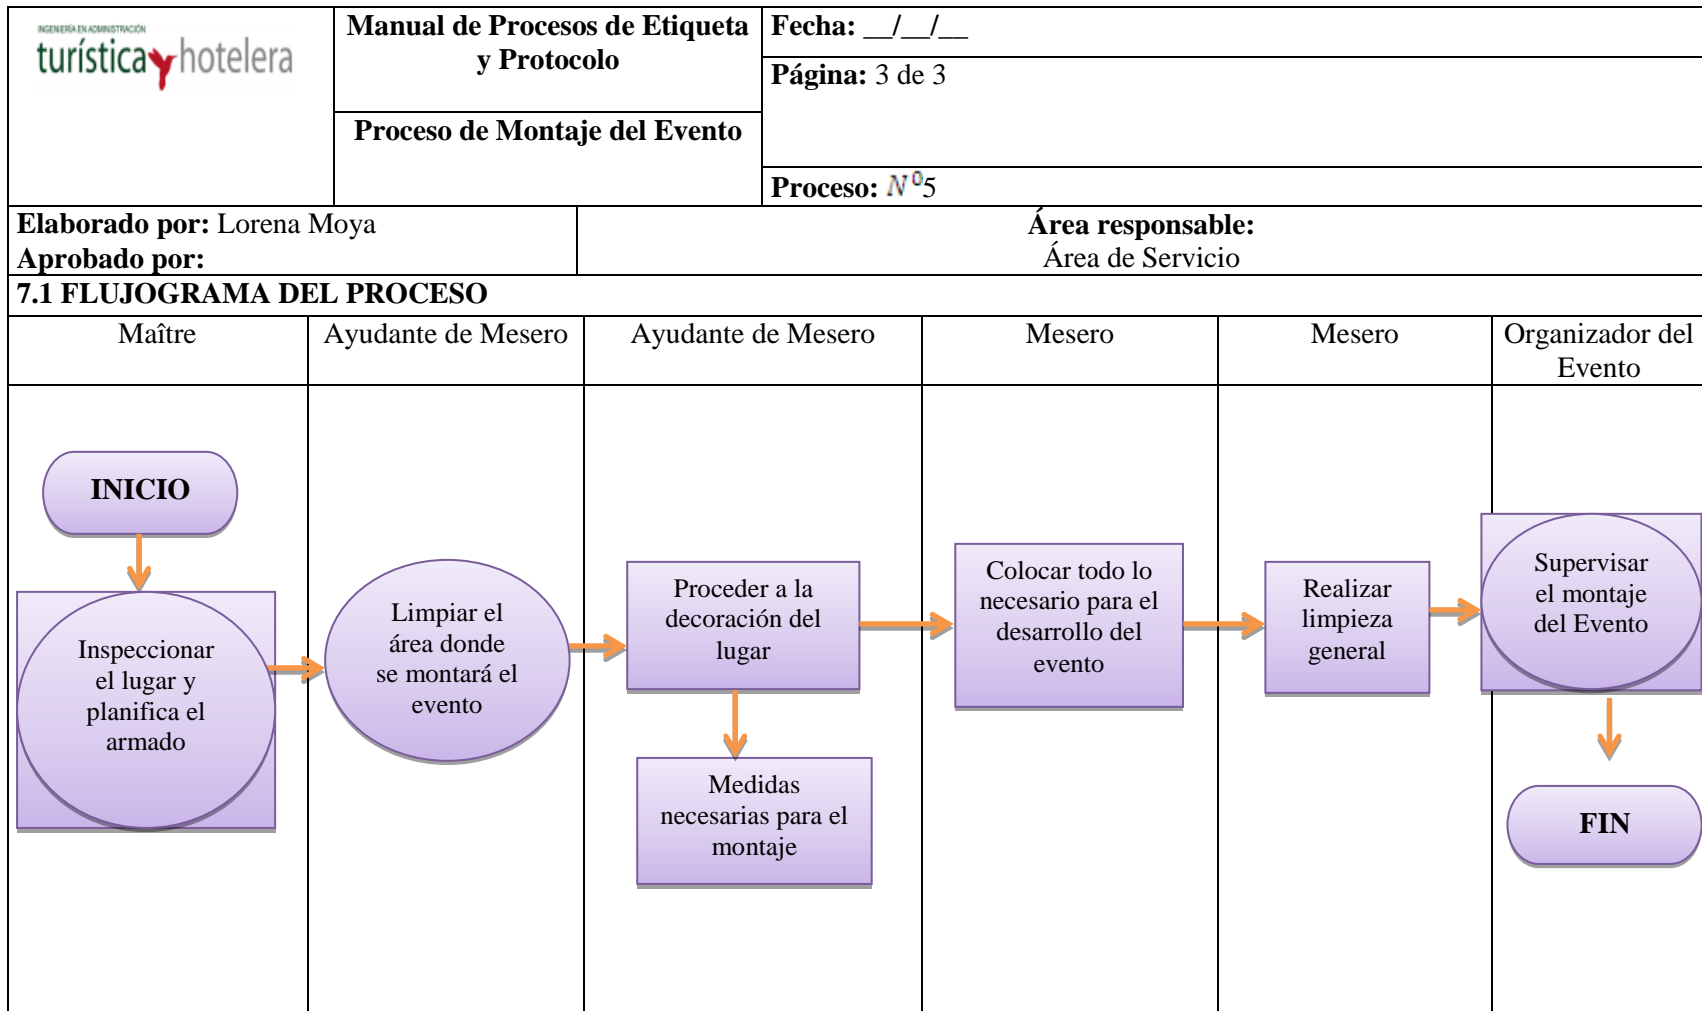 INGENIERÍA EN ADMINISTRACIÓN
turística y hotelera
Manual de Procesos de Etiqueta
y Protocolo
Proceso de Montaje del Evento
Fecha: __/__/__
Página: 3 de 3
Proceso: N⁰5
Elaborado por: Lorena Moya
Aprobado por:
Área responsable:
Área de Servicio
7.1 FLUJOGRAMA DEL PROCESO
Maître
Ayudante de Mesero
Ayudante de Mesero
Mesero
Mesero
Organizador del
Evento
INICIO
Inspeccionar
el lugar y
planifica el
armado
Limpiar el
área donde
se montará el
evento
Proceder a la
decoración del
lugar
Medidas
necesarias para el
montaje
Colocar todo lo
necesario para el
desarrollo del
evento
Realizar
limpieza
general
Supervisar
el montaje
del Evento
FIN